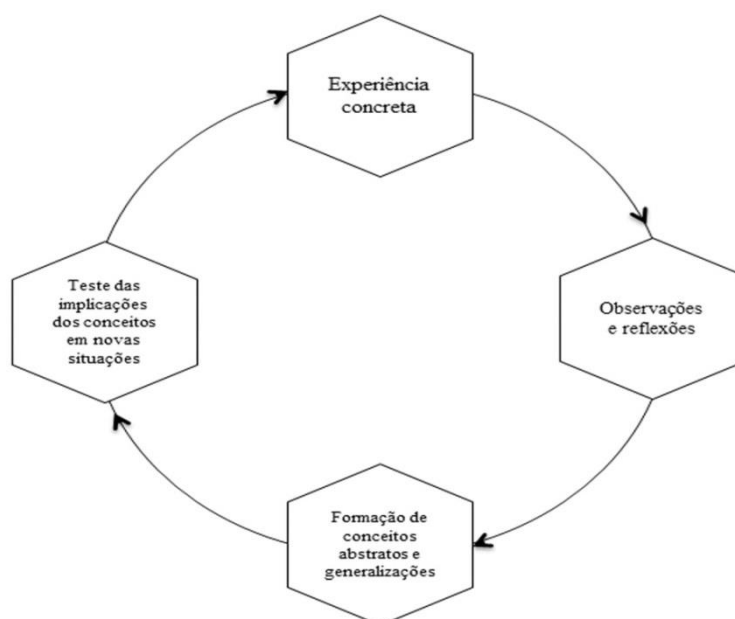 Experiência
concreta
Observações
e reflexões
Formação de
conceitos
abstratos e
generalizações
Teste das
implicações
dos conceitos
em novas
situações